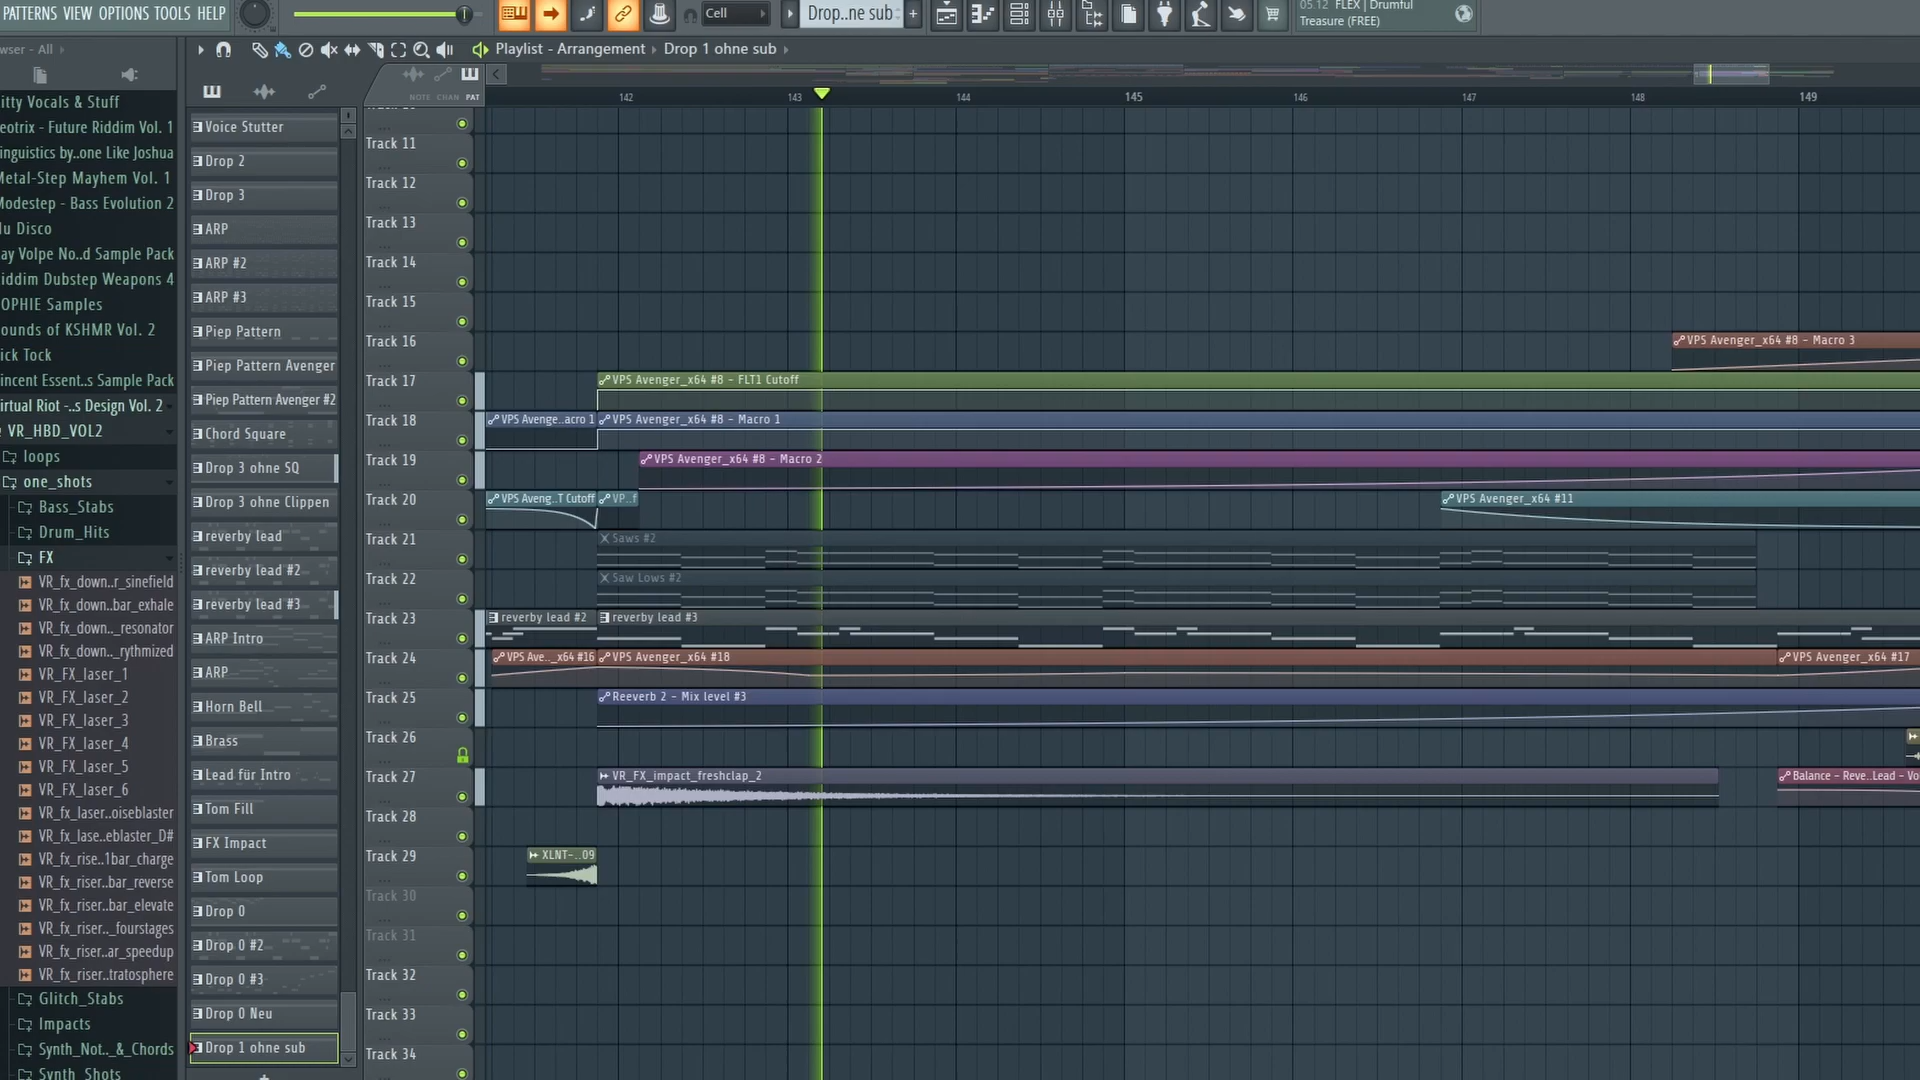 PATTERNS VIEW OPTIONS TOOLS HELP
Cell
Drop..ne sub
05.12 FLEX | Drumful
Treasure (FREE)
wser - All
Playlist - Arrangement
Drop 1 ohne sub
NOTE CHAN PAT
142
143
144
145
146
147
148
149
itty Vocals & Stuff
eotrix - Future Riddim Vol. 1
inguistics by..one Like Joshua
Metal-Step Mayhem Vol. 1
Modestep - Bass Evolution 2
Nu Disco
ay Volpe No..d Sample Pack
iddim Dubstep Weapons 4
OPHIE Samples
ounds of KSHMR Vol. 2
ick Tock
incent Essent..s Sample Pack
irtual Riot -..s Design Vol. 2
VR_HBD_VOL2
loops
one_shots
Bass_Stabs
Drum_Hits
FX
VR_fx_down..r_sinefield
VR_fx_down..bar_exhale
VR_fx_down.._resonator
VR_fx_down.._rythmized
VR_FX_laser_1
VR_FX_laser_2
VR_FX_laser_3
VR_FX_laser_4
VR_FX_laser_5
VR_FX_laser_6
VR_fx_laser..oiseblaster
VR_fx_lase..eblaster_D#
VR_fx_rise..1bar_charge
VR_fx_riser..bar_reverse
VR_fx_riser..bar_elevate
VR_fx_riser.._fourstages
VR_fx_riser..ar_speedup
VR_fx_riser..tratosphere
Glitch_Stabs
Impacts
Synth_Not.._&_Chords
Synth_Shots
Voice Stutter
Drop 2
Drop 3
ARP
ARP #2
ARP #3
Piep Pattern
Piep Pattern Avenger
Piep Pattern Avenger #2
Chord Square
Drop 3 ohne SQ
Drop 3 ohne Clippen
reverby lead
reverby lead #2
reverby lead #3
ARP Intro
ARP
Horn Bell
Brass
Lead für Intro
Tom Fill
FX Impact
Tom Loop
Drop 0
Drop 0 #2
Drop 0 #3
Drop 0 Neu
Drop 1 ohne sub
Track 11
Track 12
Track 13
Track 14
Track 15
Track 16
VPS Avenger_x64 #8 - Macro 3
Track 17
VPS Avenger_x64 #8 - FLT1 Cutoff
Track 18
VPS Avenge..acro 1
VPS Avenger_x64 #8 - Macro 1
Track 19
VPS Avenger_x64 #8 - Macro 2
Track 20
VPS Aveng..T Cutoff
VP..f
VPS Avenger_x64 #11
Track 21
Saws #2
Track 22
Saw Lows #2
Track 23
reverby lead #2
reverby lead #3
Track 24
VPS Ave.._x64 #16
VPS Avenger_x64 #18
VPS Avenger_x64 #17
Track 25
Reeverb 2 - Mix level #3
Track 26
Track 27
VR_FX_impact_freshclap_2
Balance - Reve..Lead - Vo
Track 28
Track 29
XLNT-..09
Track 30
Track 31
Track 32
Track 33
Track 34